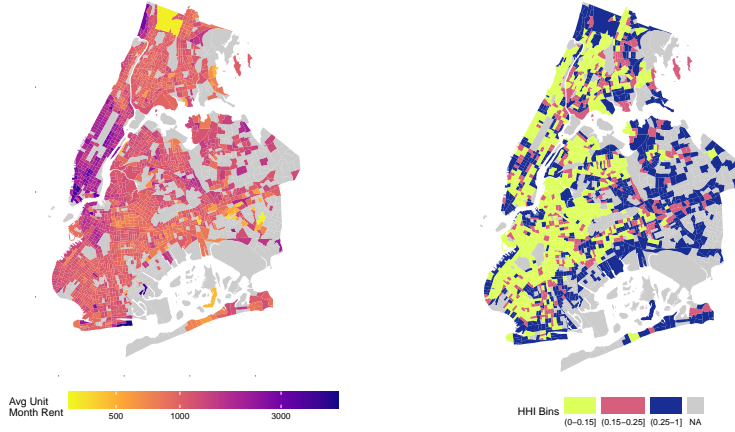 Avg Unit
Month Rent
500 1000 3000
HHI Bins
(0–0.15] (0.15–0.25] (0.25–1] NA